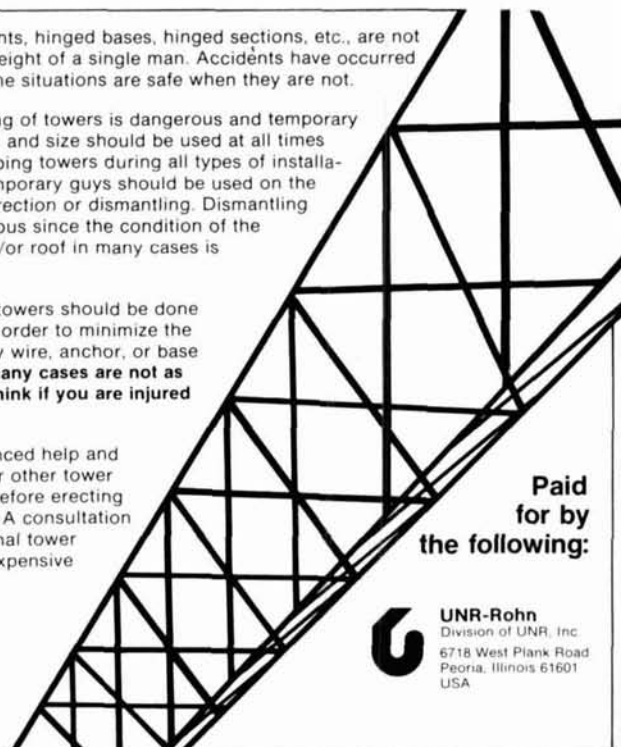 nts, hinged bases, hinged sections, etc., are not
eight of a single man. Accidents have occurred
ne situations are safe when they are not.
ng of towers is dangerous and temporary
and size should be used at all times
bing towers during all types of installa-
mporary guys should be used on the
rection or dismantling. Dismantling
ous since the condition of the
/or roof in many cases is
towers should be done
order to minimize the
y wire, anchor, or base
any cases are not as
hink if you are injured
nced help and
r other tower
efore erecting
A consultation
nal tower
xpensive
Paid
for by
the following:
UNR-Rohn
Division of UNR, Inc.
6718 West Plank Road
Peoria, Illinois 61601
USA